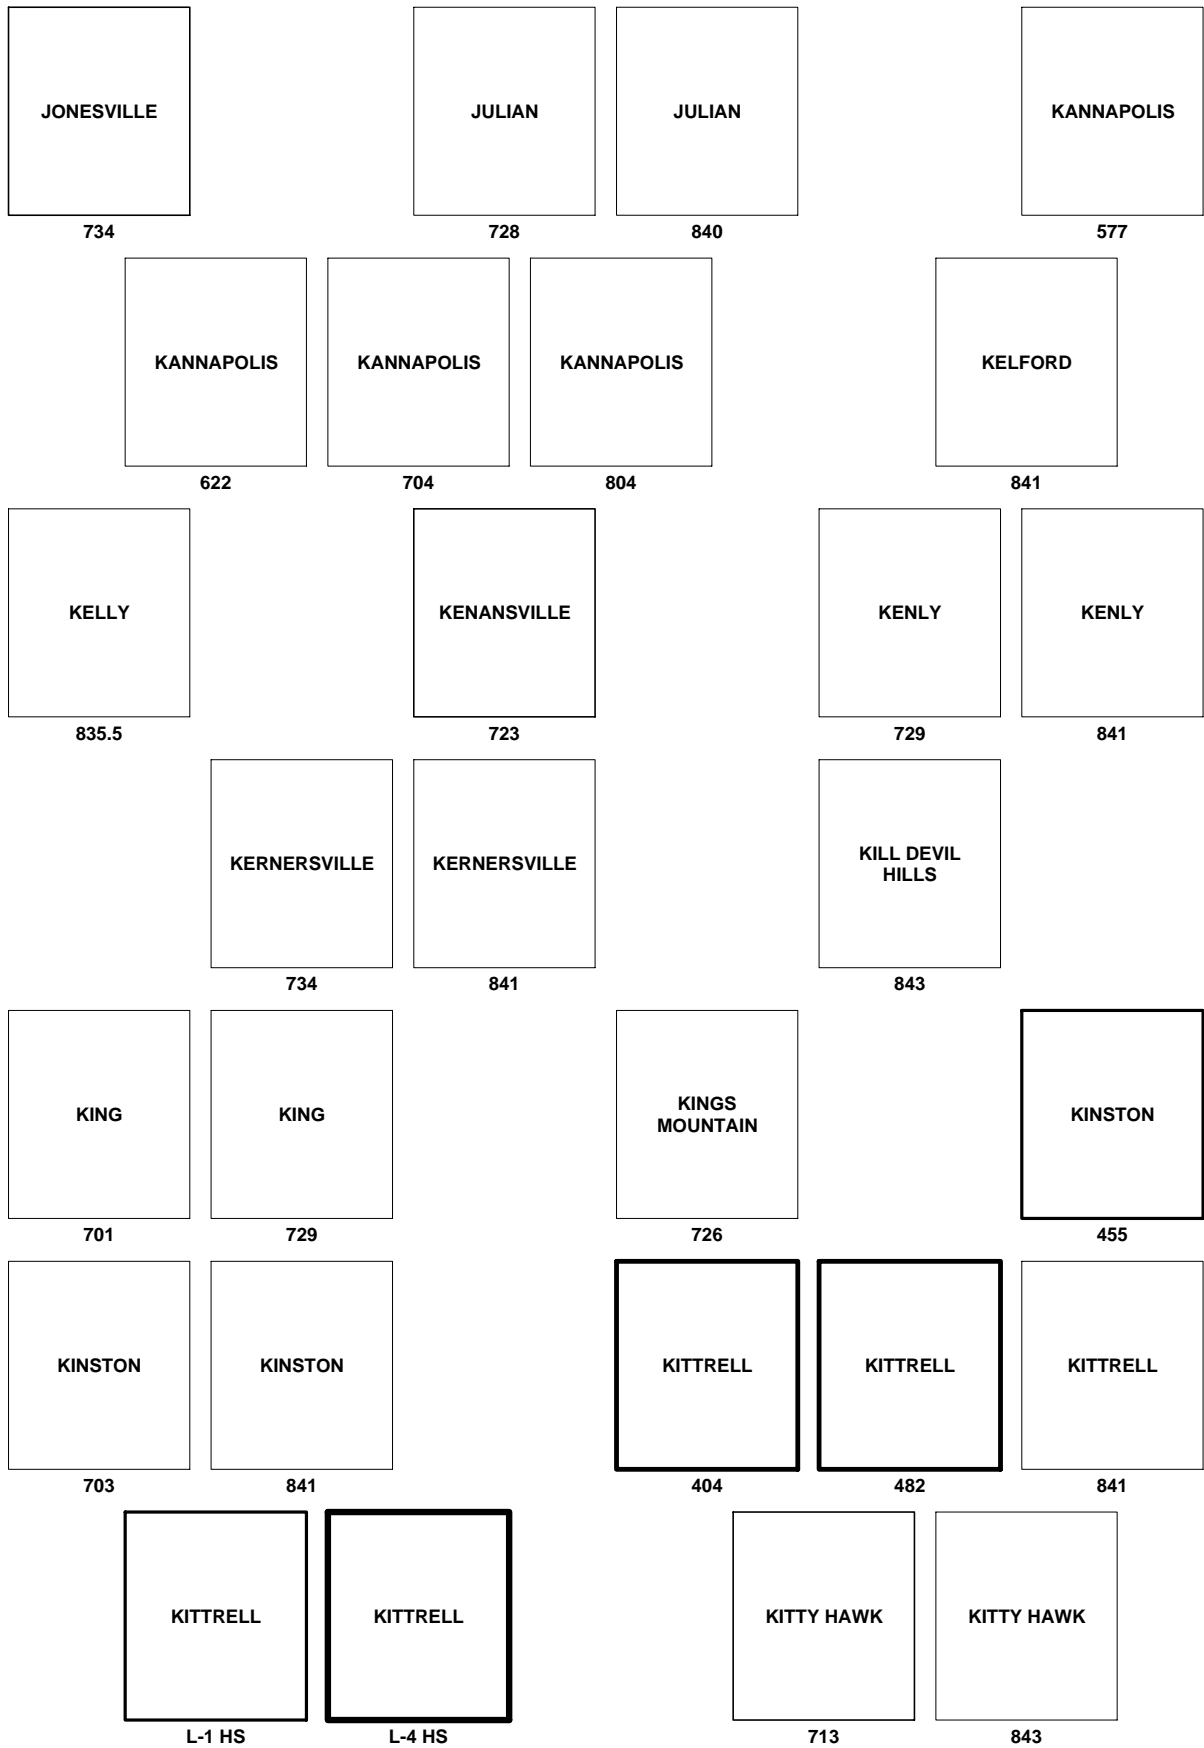 JONESVILLE
734
JULIAN
728
JULIAN
840
KANNAPOLIS
577
KANNAPOLIS
622
KANNAPOLIS
704
KANNAPOLIS
804
KELFORD
841
KELLY
835.5
KENANSVILLE
723
KENLY
729
KENLY
841
KERNERSVILLE
734
KERNERSVILLE
841
KILL DEVIL
HILLS
843
KING
701
KING
729
KINGS
MOUNTAIN
726
KINSTON
455
KINSTON
703
KINSTON
841
KITTRELL
404
KITTRELL
482
KITTRELL
841
KITTRELL
L-1 HS
KITTRELL
L-4 HS
KITTY HAWK
713
KITTY HAWK
843